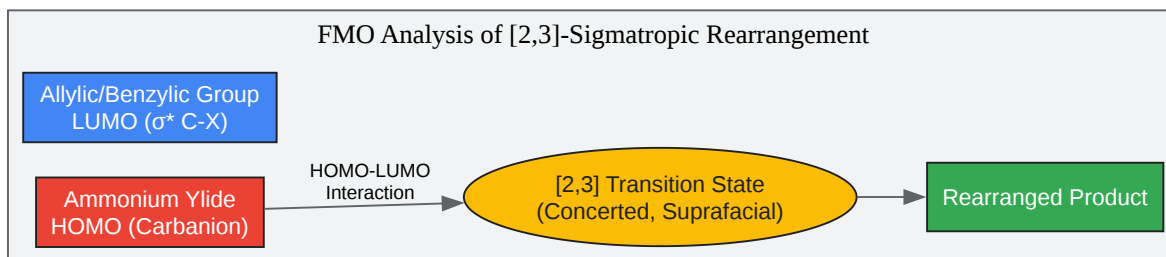 FMO Analysis of [2,3]-Sigmatropic Rearrangement
Allylic/Benzylic Group
LUMO (σ* C-X)
Ammonium Ylide
HOMO (Carbanion)
HOMO-LUMO
Interaction
[2,3] Transition State
(Concerted, Suprafacial)
Rearranged Product